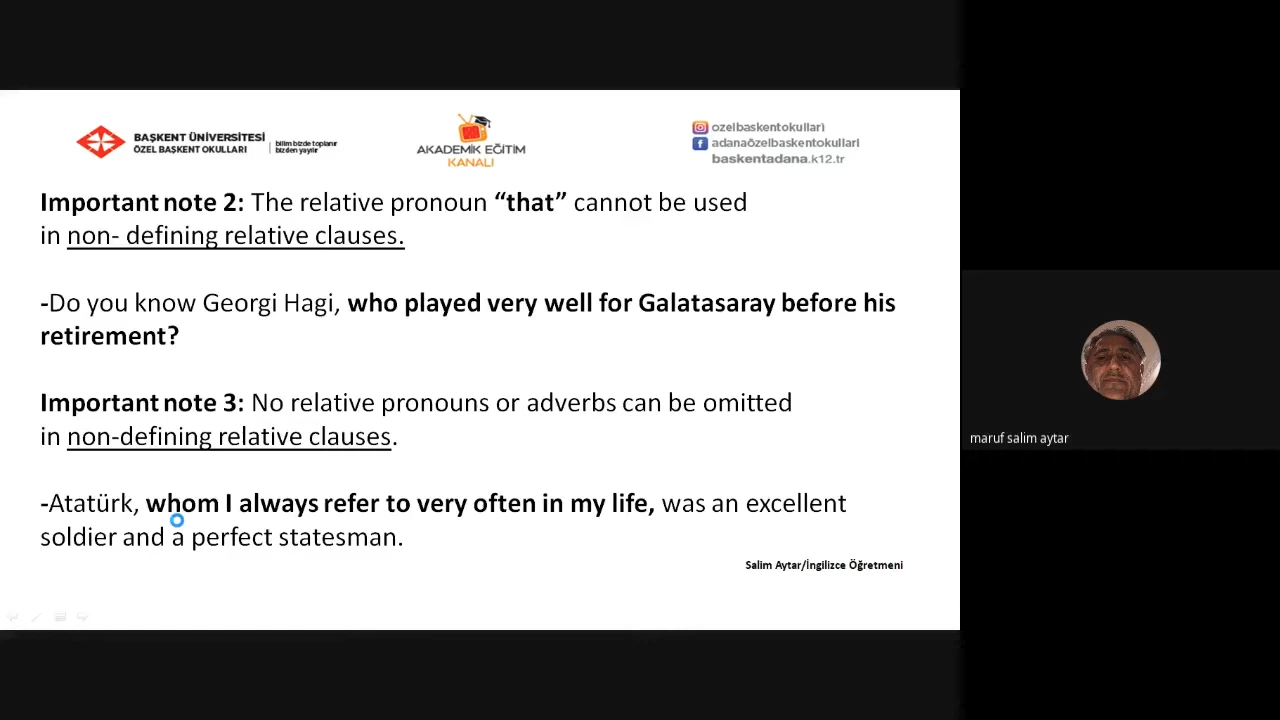 BAŞKENT ÜNİVERSİTESİ
ÖZEL BAŞKENT OKULLARI
bilim bizde toplanır
bizden yayılır
AKADEMİK EĞİTİM
KANALI
ozelbaskentokullari
adanaözelbaskentokullari
baskentadana.k12.tr
Important note 2: The relative pronoun “that” cannot be used
in non- defining relative clauses.
-Do you know Georgi Hagi, who played very well for Galatasaray before his
retirement?
Important note 3: No relative pronouns or adverbs can be omitted
in non-defining relative clauses.
-Atatürk, whom I always refer to very often in my life, was an excellent
soldier and a perfect statesman.
Salim Aytar/İngilizce Öğretmeni
maruf salim aytar